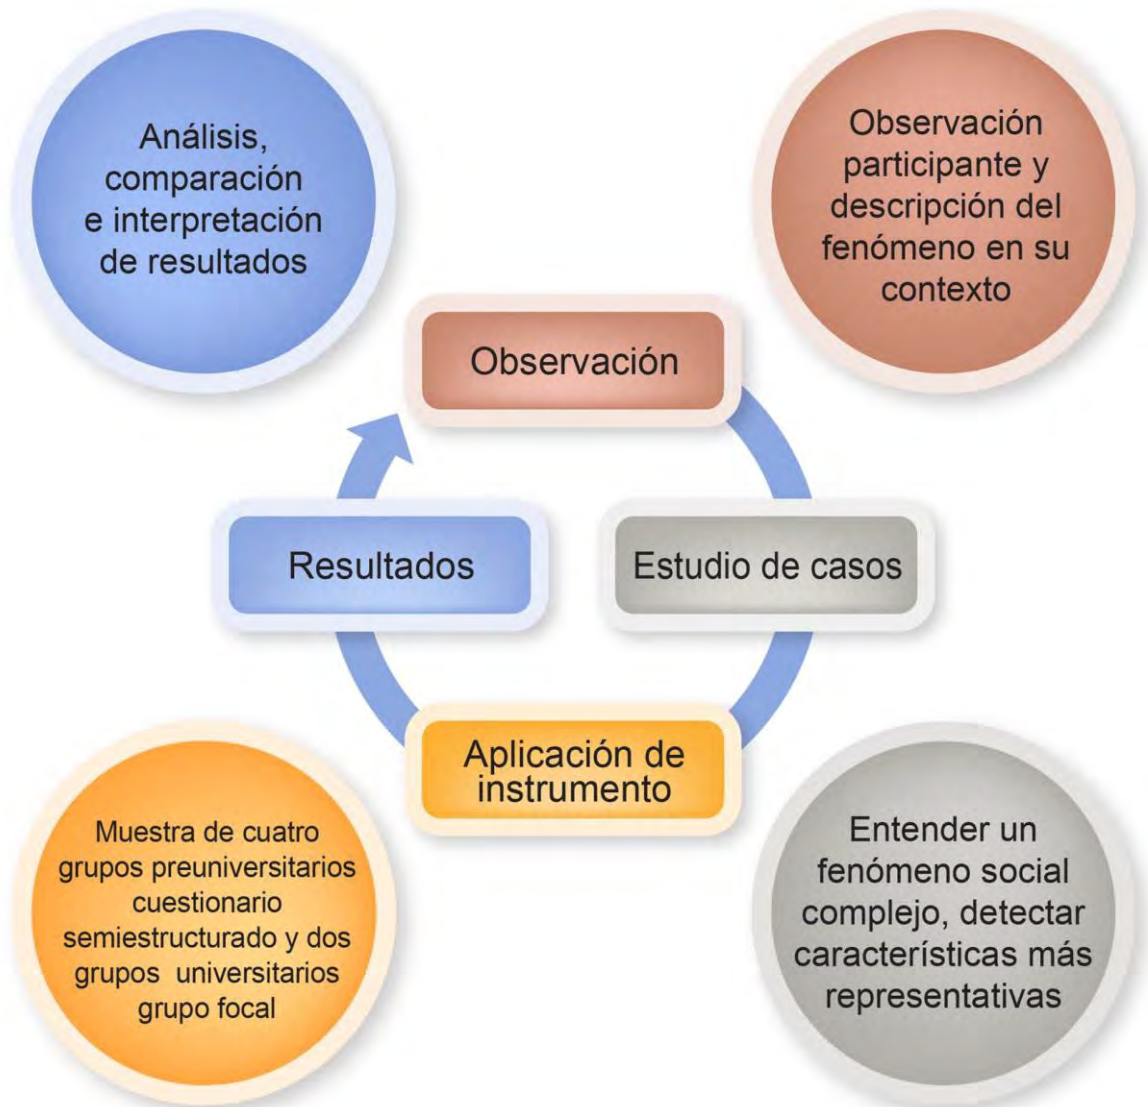 Análisis,
comparación
e interpretación
de resultados
Observación
participante y
descripción del
fenómeno en su
contexto
Observación
Resultados
Estudio de casos
Aplicación de
instrumento
Muestra de cuatro
grupos preuniversitarios
cuestionario
semiestructurado y dos
grupos universitarios
grupo focal
Entender un
fenómeno social
complejo, detectar
características más
representativas